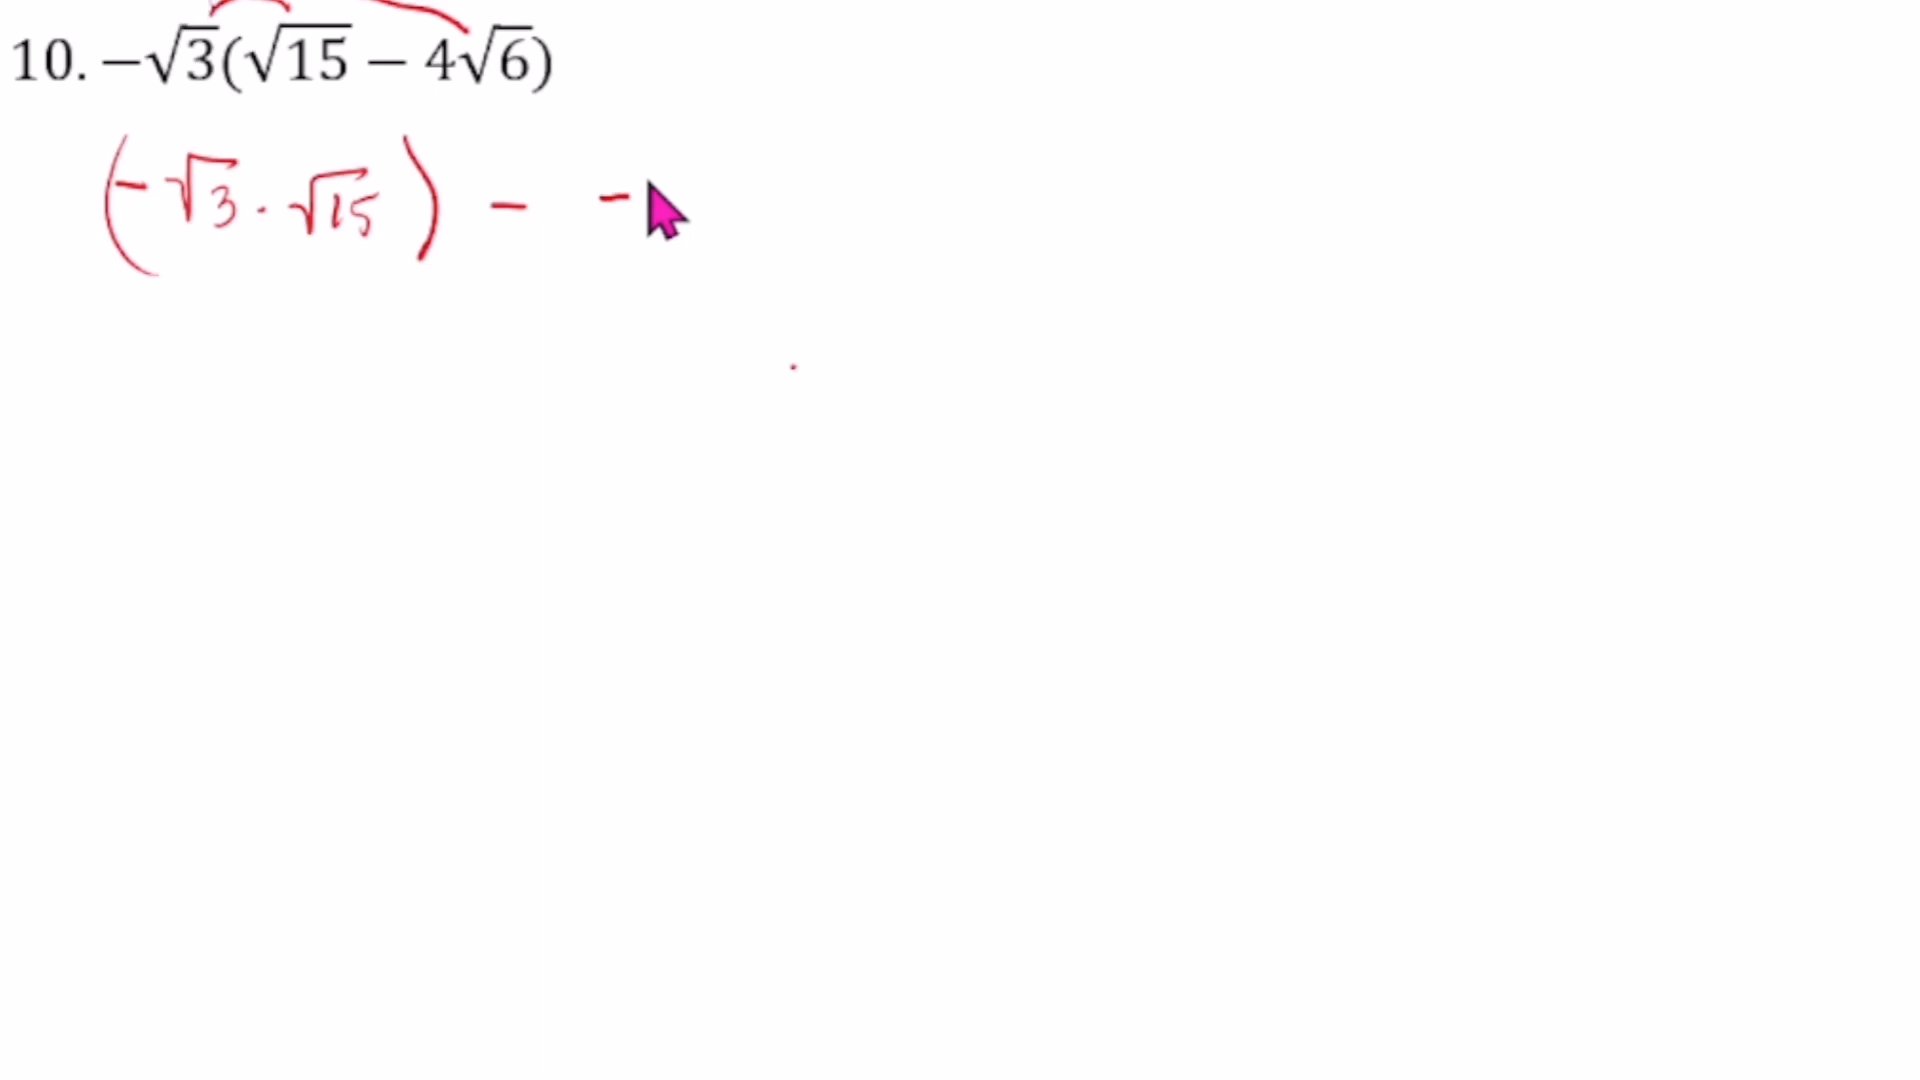 10. −√3(√15 − 4√6)
(-√3 · √15) - -